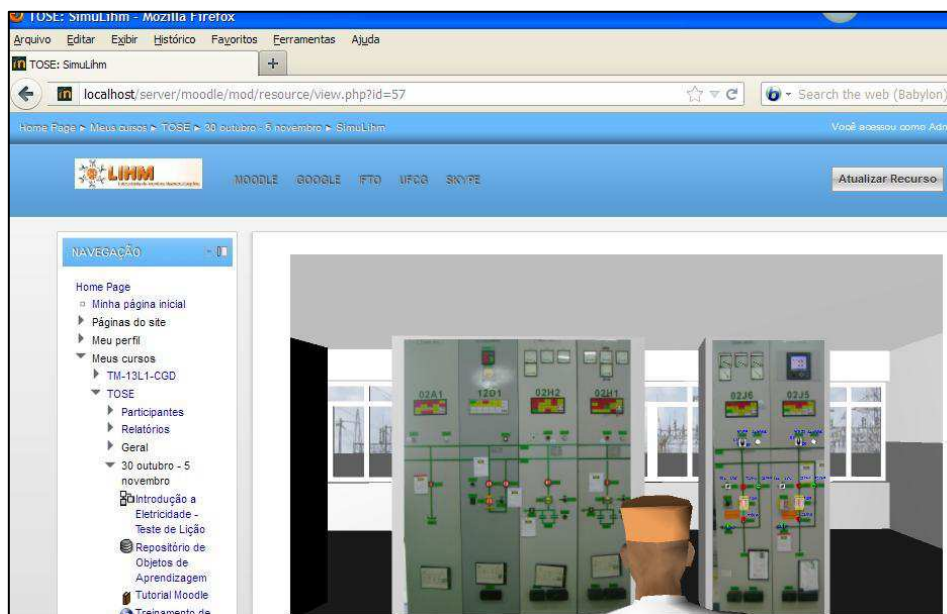 TOSE: SimuLihm - Mozilla Firefox
Arquivo Editar Exibir Histórico Favoritos Ferramentas Ajuda
TOSE: SimuLihm +
localhost/server/moodle/mod/resource/view.php?id=57
Search the web (Babylon)
Home Page ► Meus cursos ► TOSE ► 30 outubro - 5 novembro ► SimuLihm
Você acessou como Adm
LIHM
MOODLE GOOGLE IFTO UFCG SKYPE
Atualizar Recurso
NAVEGAÇÃO
Home Page
Minha página inicial
Páginas do site
Meu perfil
Meus cursos
TM-13L1-CGD
TOSE
Participantes
Relatórios
Geral
30 outubro - 5
novembro
Introdução a
Eletricidade -
Teste de Lição
Repositório de
Objetos de
Aprendizagem
Tutorial Moodle
Treinamento de
02A1 12D1 02H2 02H1 02J6 02J5